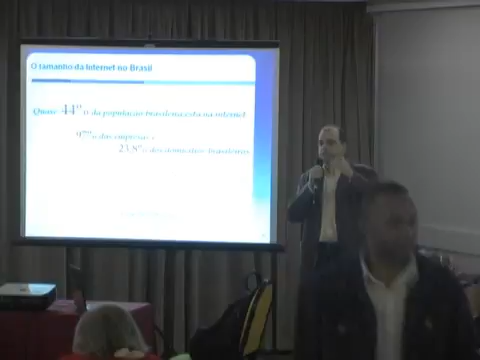 O tamanho da Internet no Brasil
Quase 44% da população brasileira está na internet
das empresas e
23,8% dos domicílios brasileiros